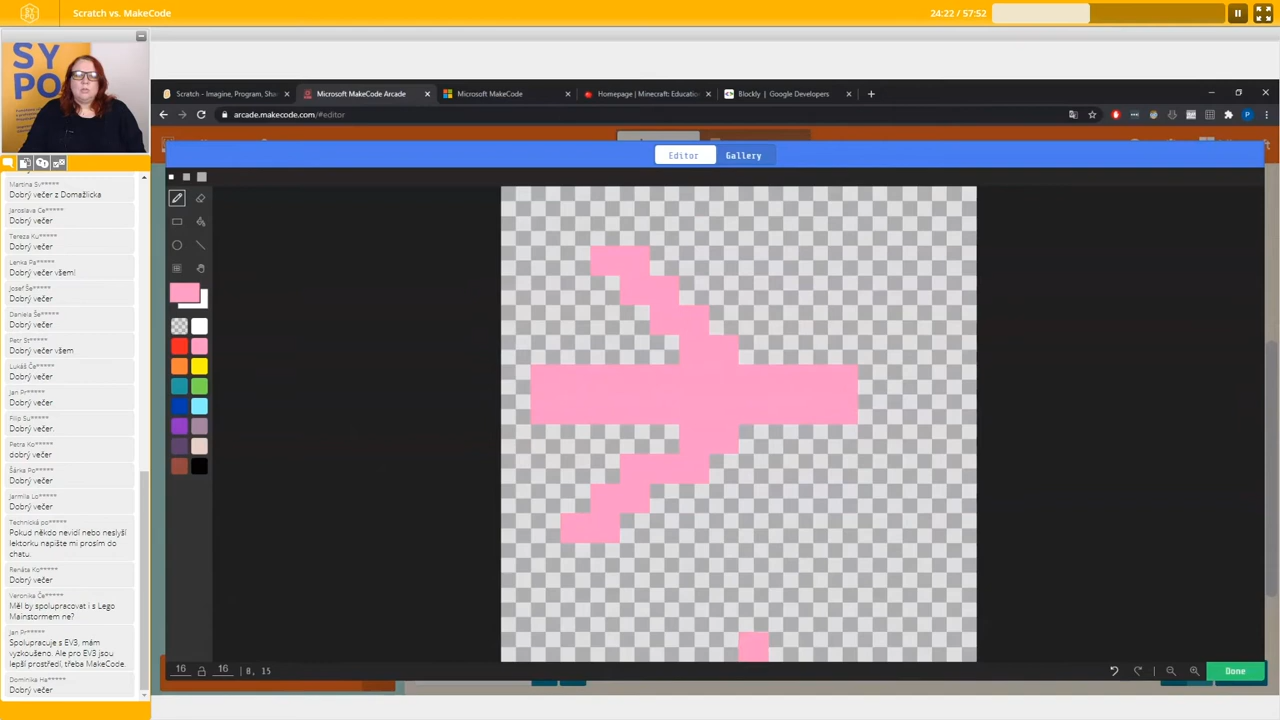 Scratch vs. MakeCode
24:22 / 57:52
SY
PO
Scratch - Imagine, Program, Sha
Microsoft MakeCode Arcade
Microsoft MakeCode
Homepage | Minecraft: Educatio
Blockly | Google Developers
arcade.makecode.com/#editor
Editor
Gallery
Martina Sv*****
Dobrý večer z Domažlicka
Jaroslava Ce*****
Dobrý večer
Tereza Ku*****
Dobrý večer
Lenka Pa*****
Dobrý večer všem!
Josef Še*****
Dobrý večer
Daniela Še*****
Dobrý večer
Petr St*****
Dobrý večer všem
Lukáš Če*****
Dobrý večer
Jan Pr*****
Dobrý večer
Filip Su*****
Dobrý večer.
Petra Ko*****
dobrý večer
Šárka Po*****
Dobrý večer
Jarmila Lo*****
Dobrý večer
Technická po*****
Pokud někdo nevidí nebo neslyší
lektorku napište mi prosím do
chatu.
Renáta Ko*****
Dobrý večer
Veronika Če*****
Měl by spolupracovat i s Lego
Mainstormem ne?
Jan Pr*****
Spolupracuje s EV3, mám
vyzkoušeno. Ale pro EV3 jsou
lepší prostředí, třeba MakeCode.
Dominika Ha*****
Dobrý večer
16
16
8, 15
Done